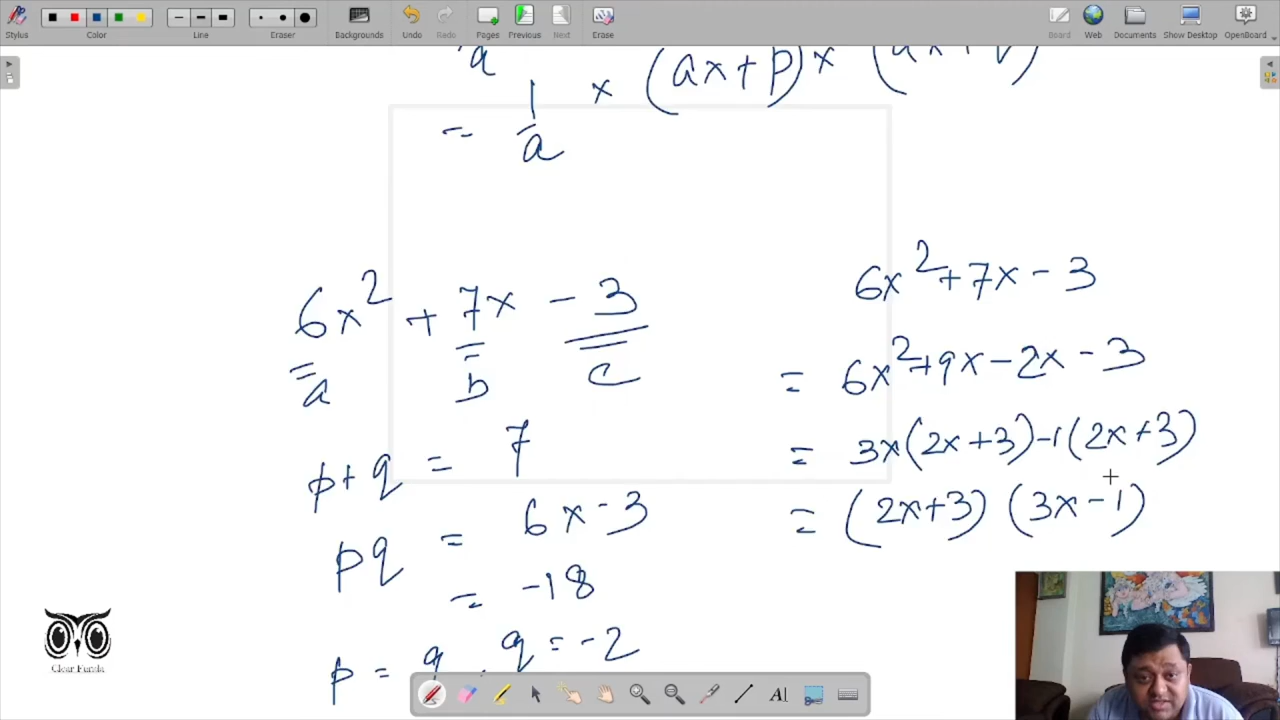 Stylus
Color
Line
Eraser
Backgrounds
Undo
Redo
Pages
Previous
Next
Erase
Board
Web
Documents
Show Desktop
OpenBoard
a
= 1/a × (ax+p) ×
6x² + 7x - 3
a b c
p+q = 7
pq = 6x-3
= -18
p = 9, q = -2
6x²+7x-3
= 6x²+9x-2x-3
= 3x(2x+3)-1(2x+3)
= (2x+3) (3x-1)
Clear Funda